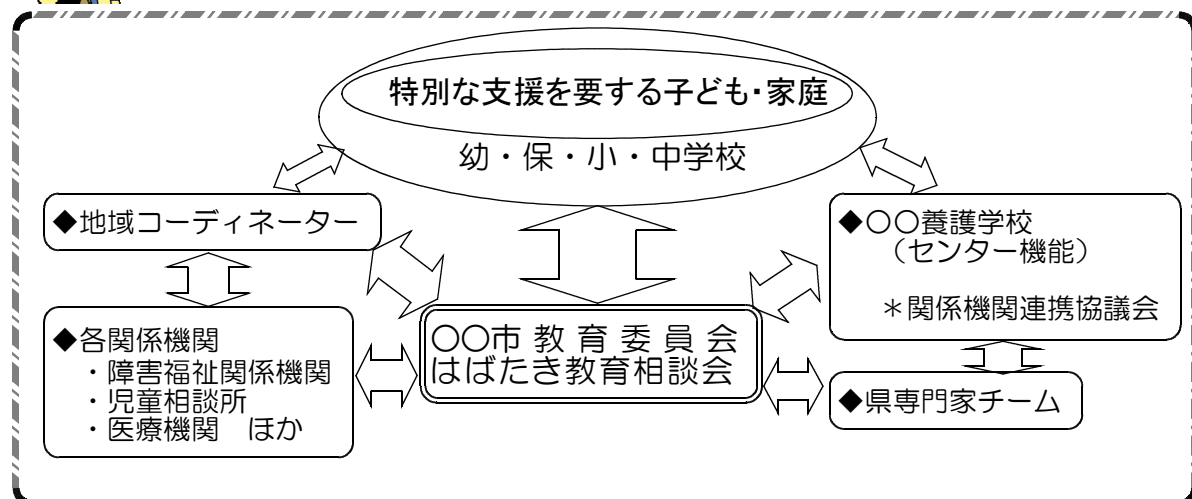 特別な支援を要する子ども・家庭
幼・保・小・中学校
◆地域コーディネーター
◆〇〇養護学校
（センター機能）
＊関係機関連携協議会
◆各関係機関
・障害福祉関係機関
・児童相談所
・医療機関　ほか
〇〇市教育委員会
はばたき教育相談会
◆県専門家チーム